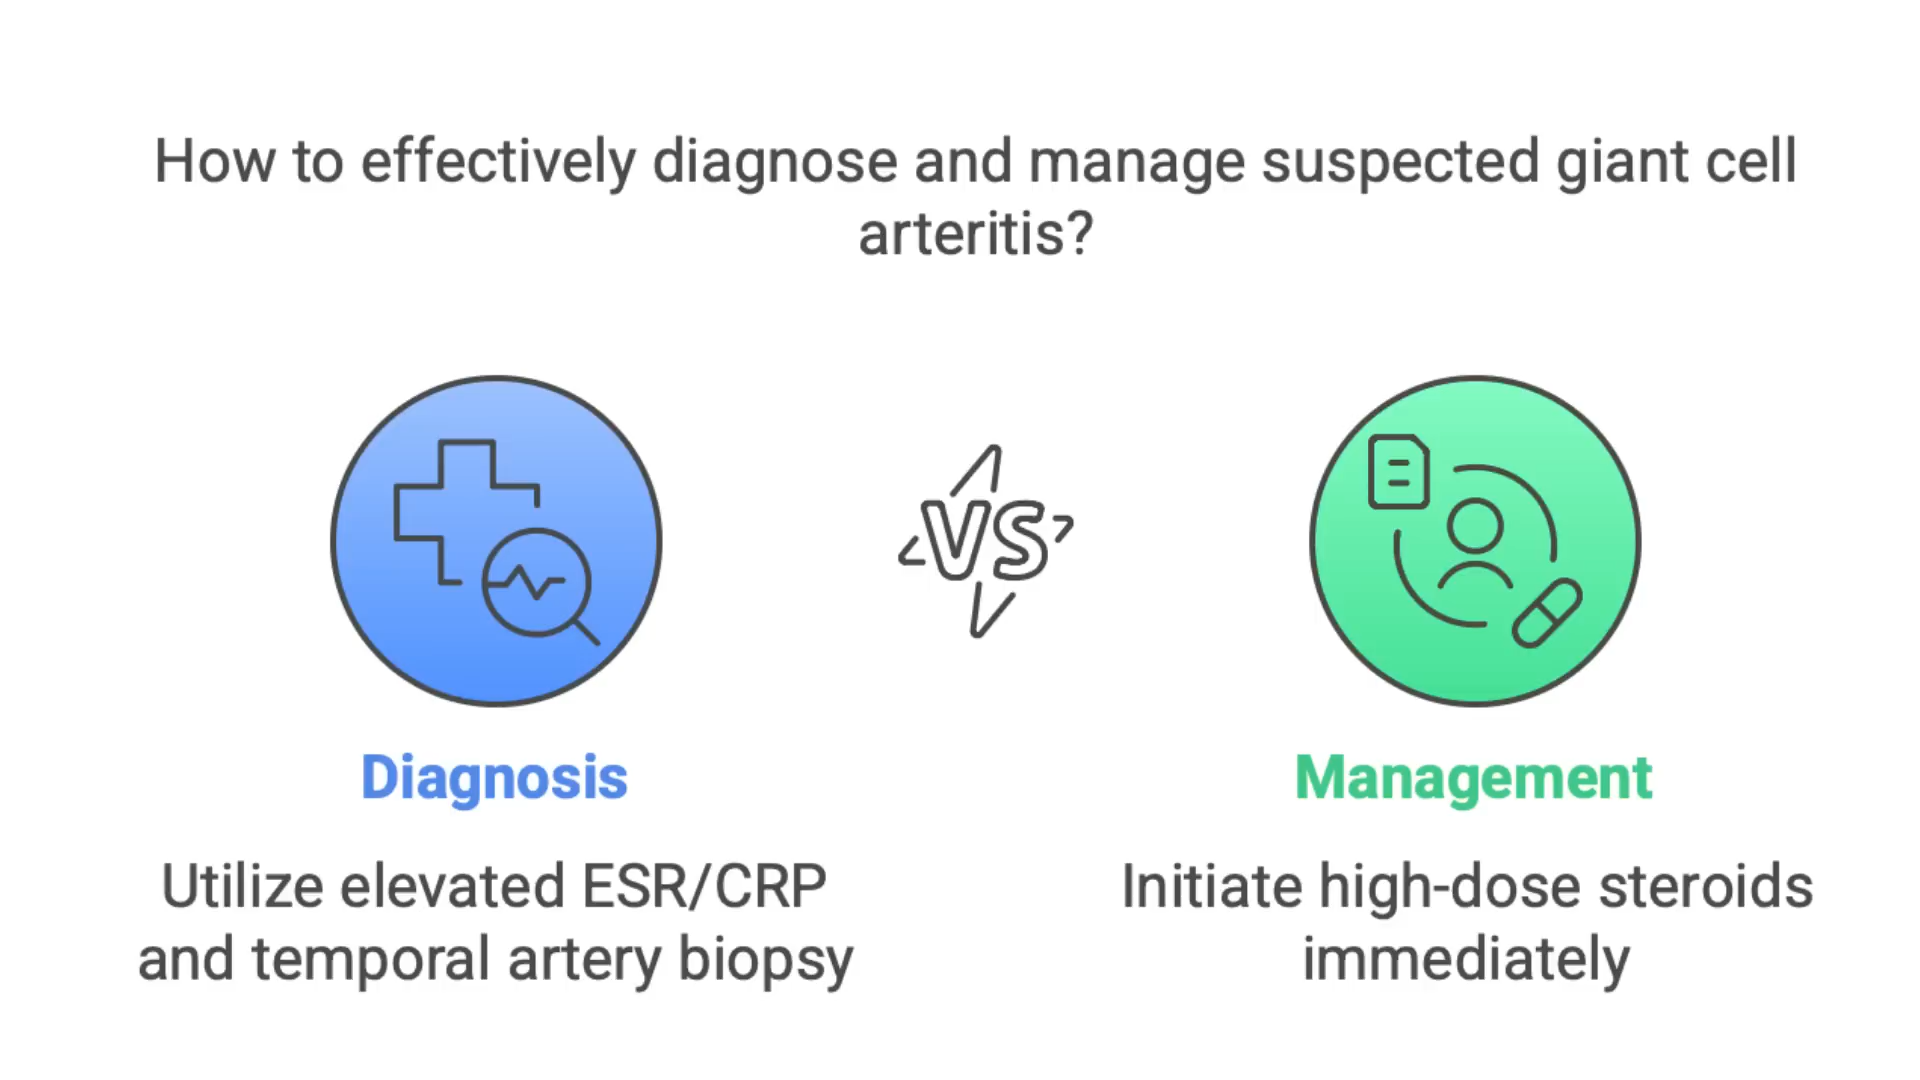 How to effectively diagnose and manage suspected giant cell
arteritis?
VS
Diagnosis
Management
Utilize elevated ESR/CRP
and temporal artery biopsy
Initiate high-dose steroids
immediately